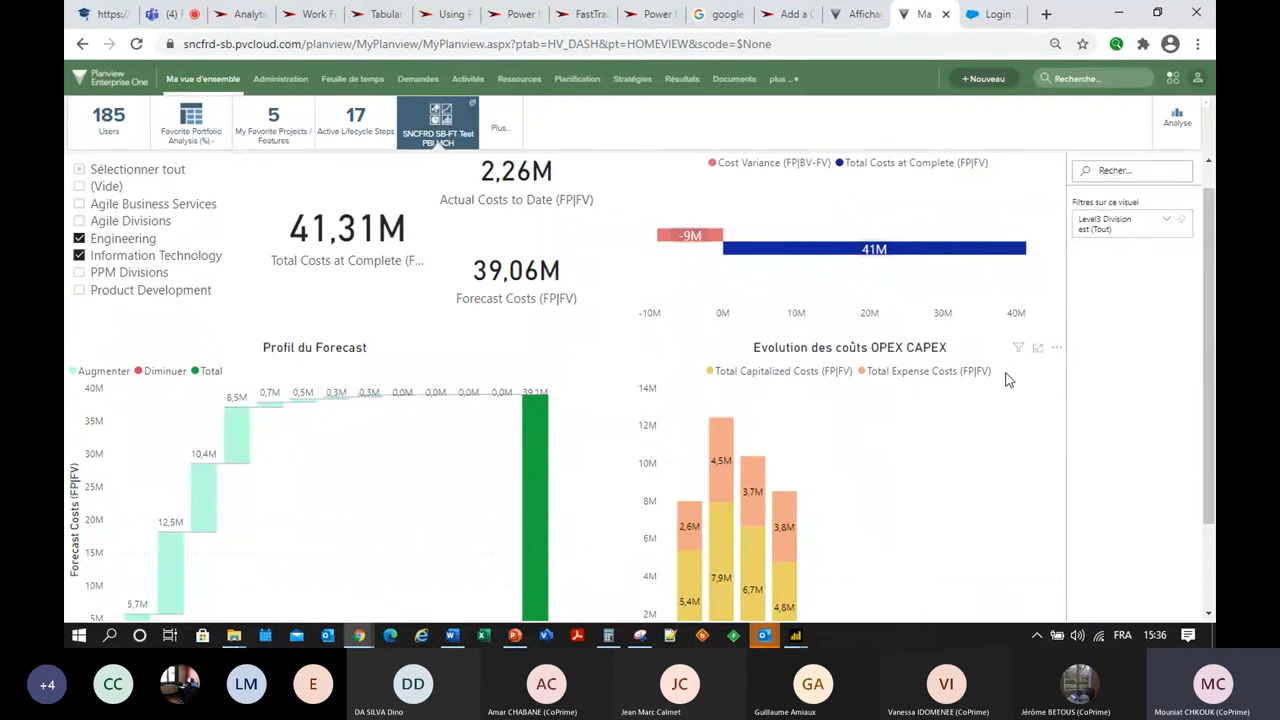 https:/
(5) R
Analytic
Work F
Tabular
Using R
Power E
FastTrac
Power E
google
Add a C
Afficha
Ma
Login
sncfrd-sb.pvcloud.com/planview/MyPlanview/MyPlanview.aspx?ptab=HV_DASH&pt=HOMEVIEW&scode=$None
Planview
Enterprise One
Ma vue d'ensemble
Administration
Feuille de temps
Demandes
Activités
Ressources
Planification
Stratégies
Résultats
Documents
plus ...
+Nouveau
Recherche...
185
Users
Favorite Portfolio
Analysis (%) -
5
My Favorite Projects /
Features
17
Active Lifecycle Steps
SNCFRD SB-FT Test
PBI MCH
Plus...
Analyse
Sélectionner tout
(Vide)
Agile Business Services
Agile Divisions
Engineering
Information Technology
PPM Divisions
Product Development
41,31M
Total Costs at Complete (F...
2,26M
Actual Costs to Date (FP|FV)
39,06M
Forecast Costs (FP|FV)
Cost Variance (FP|BV-FV)
Total Costs at Complete (FP|FV)
-9M
41M
-10M
0M
10M
20M
30M
40M
Recher...
Filtres sur ce visuel
Level3 Division
est (Tout)
Profil du Forecast
Augmenter
Diminuer
Total
Forecast Costs (FP|FV)
40M
35M
30M
25M
20M
15M
10M
5M
5,7M
12,5M
10,4M
8,5M
0,7M
0,5M
0,3M
0,3M
0,0M
0,0M
0,0M
0,0M
39,1M
Evolution des coûts OPEX CAPEX
Total Capitalized Costs (FP|FV)
Total Expense Costs (FP|FV)
14M
12M
10M
8M
6M
4M
2M
2,6M
5,4M
4,5M
7,9M
3,7M
6,7M
3,8M
4,8M
FRA
15:36
+4
CC
LM
E
DD
DA SILVA Dino
AC
Amar CHABANE (CoPrime)
JC
Jean Marc Calmet
GA
Guillaume Amiaux
VI
Vanessa IDOMENEE (CoPrime)
Jérôme BETOUS (CoPrime)
MC
Mouniat CHKOUK (CoPrime)